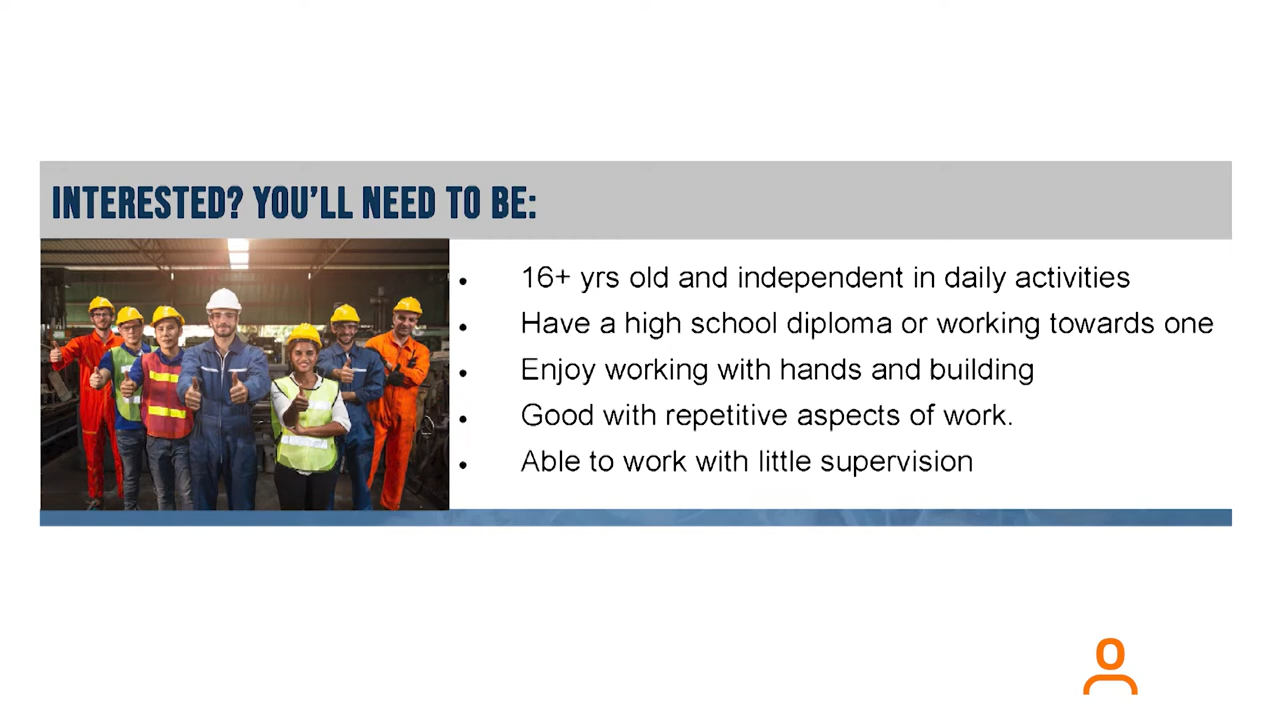 INTERESTED? YOU'LL NEED TO BE:
• 16+ yrs old and independent in daily activities
• Have a high school diploma or working towards one
• Enjoy working with hands and building
• Good with repetitive aspects of work.
• Able to work with little supervision